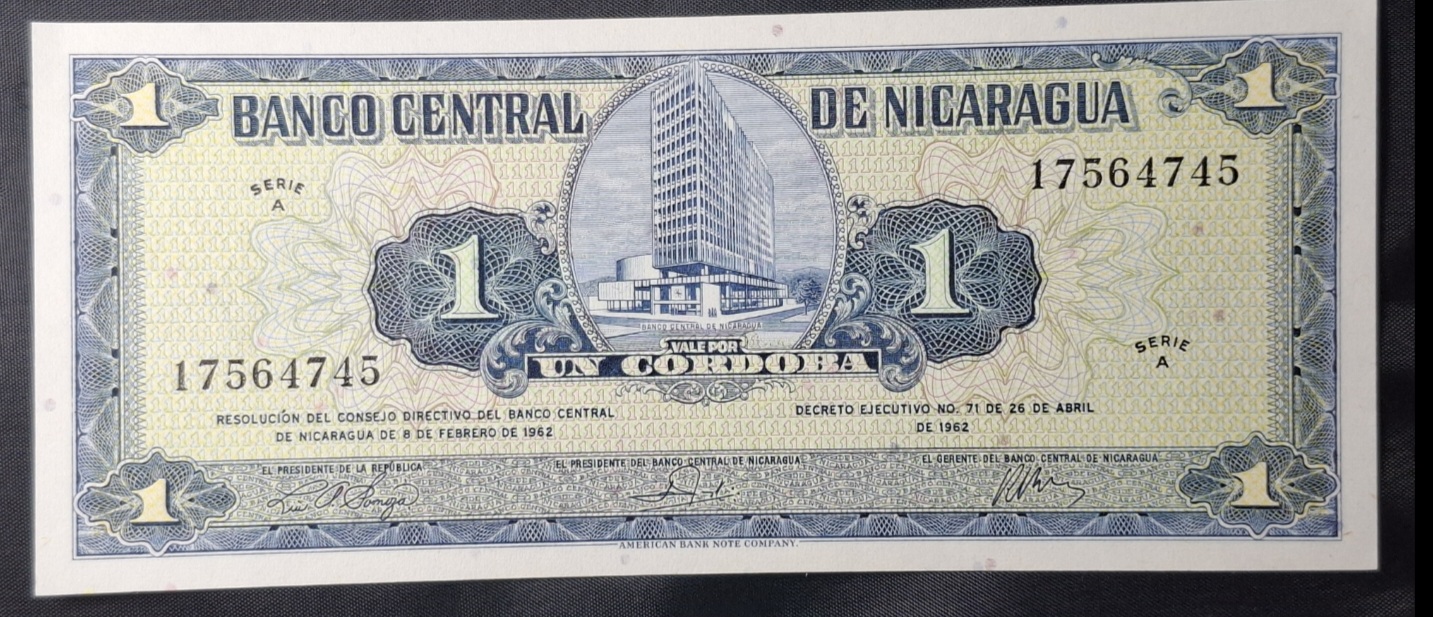 1 1
BANCO CENTRAL DE NICARAGUA
17564745
SERIE
A
1 1
BANCO CENTRAL DE NICARAGUA
VALE POR
UN CÓRDOBA
SERIE
A
17564745
RESOLUCIÓN DEL CONSEJO DIRECTIVO DEL BANCO CENTRAL
DE NICARAGUA DE 8 DE FEBRERO DE 1962
DECRETO EJECUTIVO NO. 71 DE 26 DE ABRIL
DE 1962
EL PRESIDENTE DE LA REPÚBLICA
EL PRESIDENTE DEL BANCO CENTRAL DE NICARAGUA
EL GERENTE DEL BANCO CENTRAL DE NICARAGUA
1 1
AMERICAN BANK NOTE COMPANY.